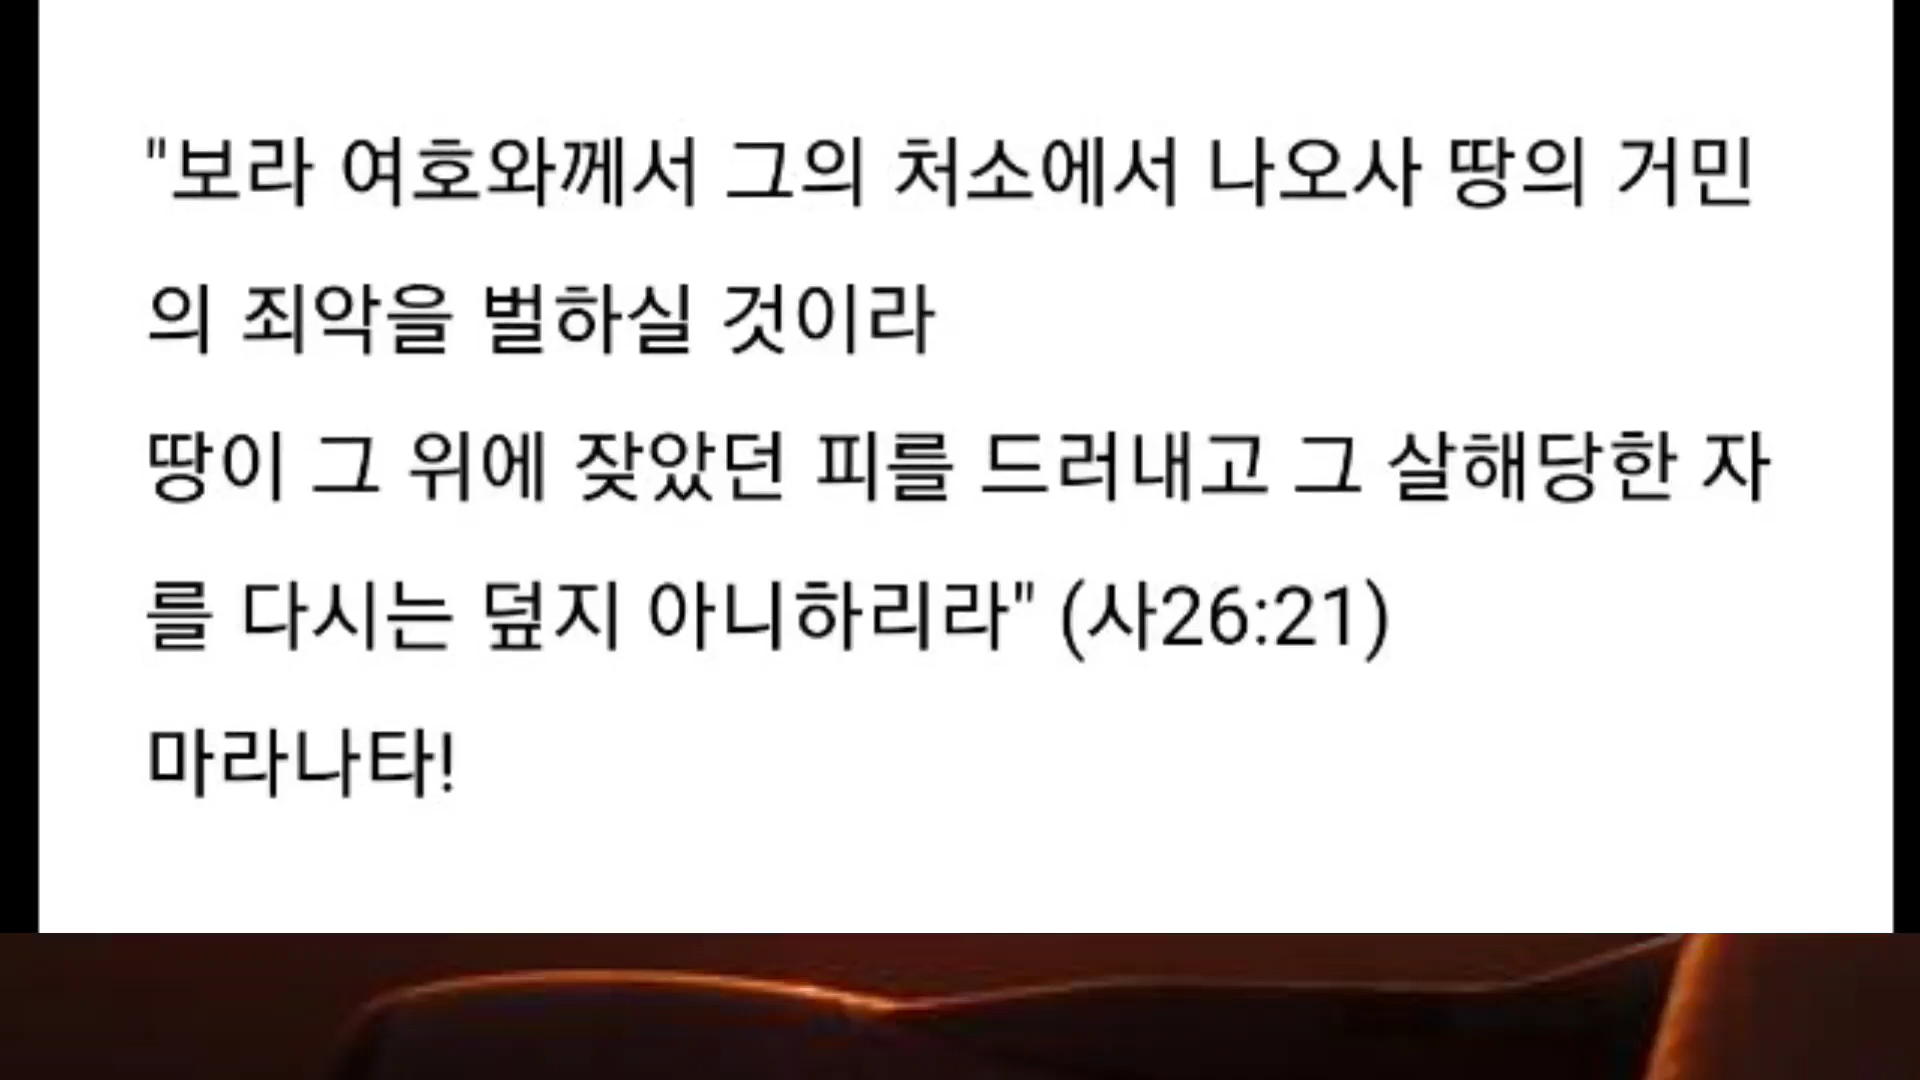 "보라 여호와께서 그의 처소에서 나오사 땅의 거민
의 죄악을 벌하실 것이라
땅이 그 위에 잦았던 피를 드러내고 그 살해당한 자
를 다시는 덮지 아니하리라" (사26:21)
마라나타!